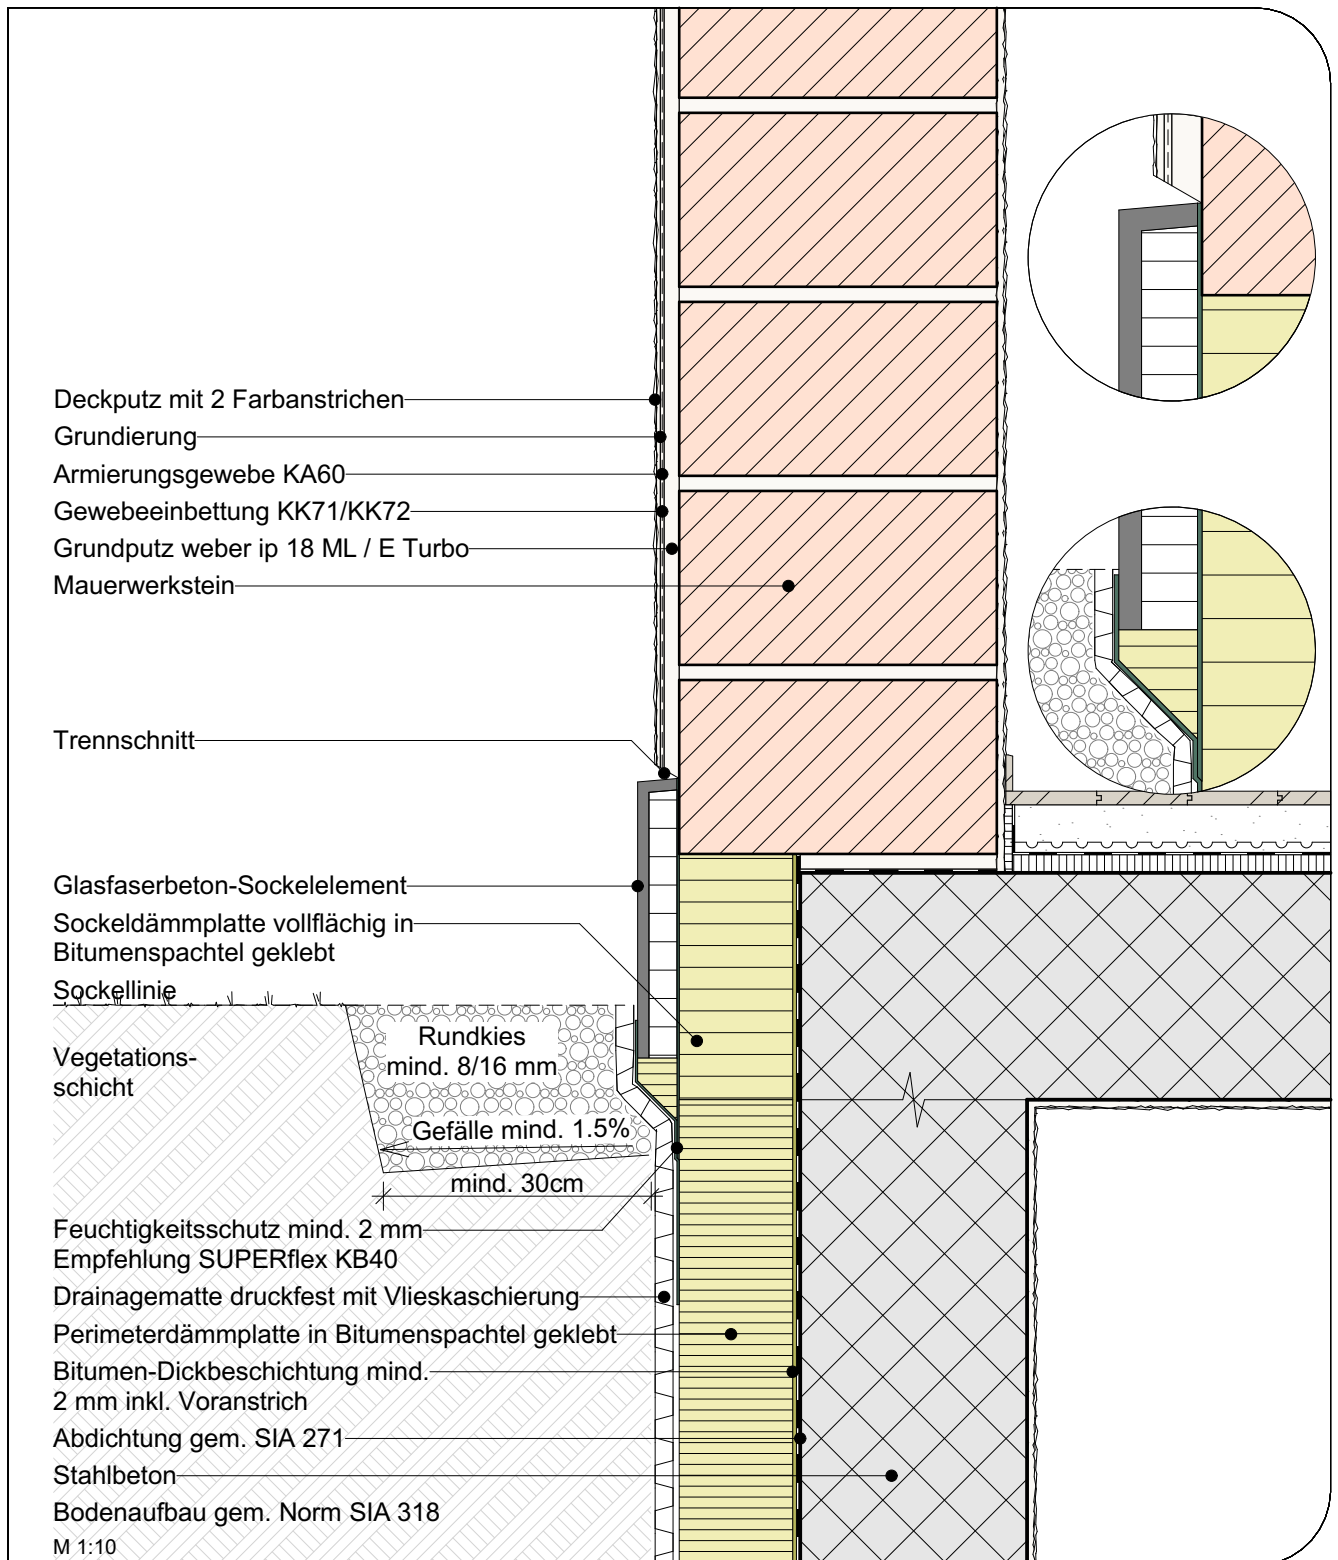 Deckputz mit 2 Farbanstrichen
Grundierung
Armierungsgewebe KA60
Gewebeeinbettung KK71/KK72
Grundputz weber ip 18 ML / E Turbo
Mauerwerkstein
Trennschnitt
Glasfaserbeton-Sockelelement
Sockeldämmplatte vollflächig in
Bitumenspachtel geklebt
Sockellinie
Rundkies
mind. 8/16 mm
Vegetations-
schicht
Gefälle mind. 1.5%
mind. 30cm
Feuchtigkeitsschutz mind. 2 mm
Empfehlung SUPERflex KB40
Drainagematte druckfest mit Vlieskaschierung
Perimeterdämmplatte in Bitumenspachtel geklebt
Bitumen-Dickbeschichtung mind.
2 mm inkl. Voranstrich
Abdichtung gem. SIA 271
Stahlbeton
Bodenaufbau gem. Norm SIA 318
M 1:10